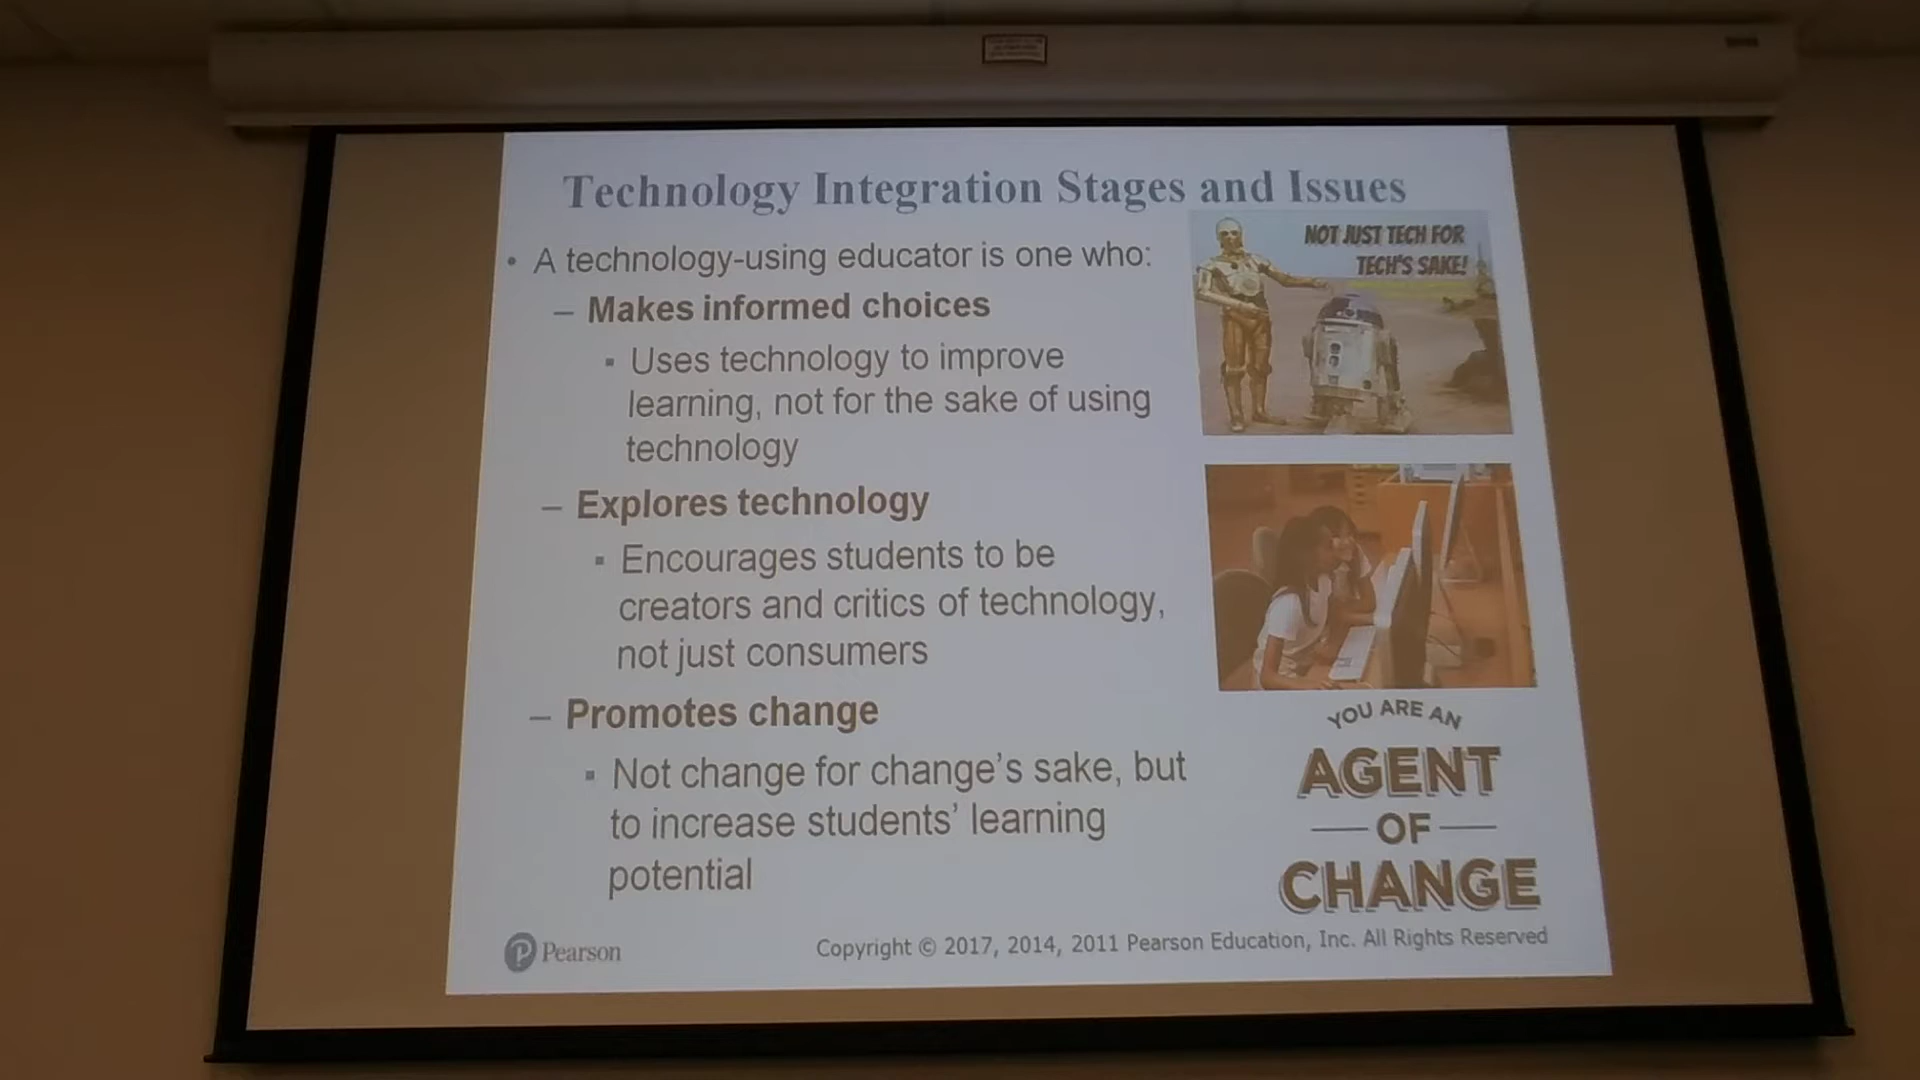 Technology Integration Stages and Issues
• A technology-using educator is one who:
– Makes informed choices
▪ Uses technology to improve
learning, not for the sake of using
technology
– Explores technology
▪ Encourages students to be
creators and critics of technology,
not just consumers
– Promotes change
▪ Not change for change's sake, but
to increase students' learning
potential
NOT JUST TECH FOR
TECH'S SAKE!
YOU ARE AN
AGENT
OF
CHANGE
Pearson
Copyright © 2017, 2014, 2011 Pearson Education, Inc. All Rights Reserved